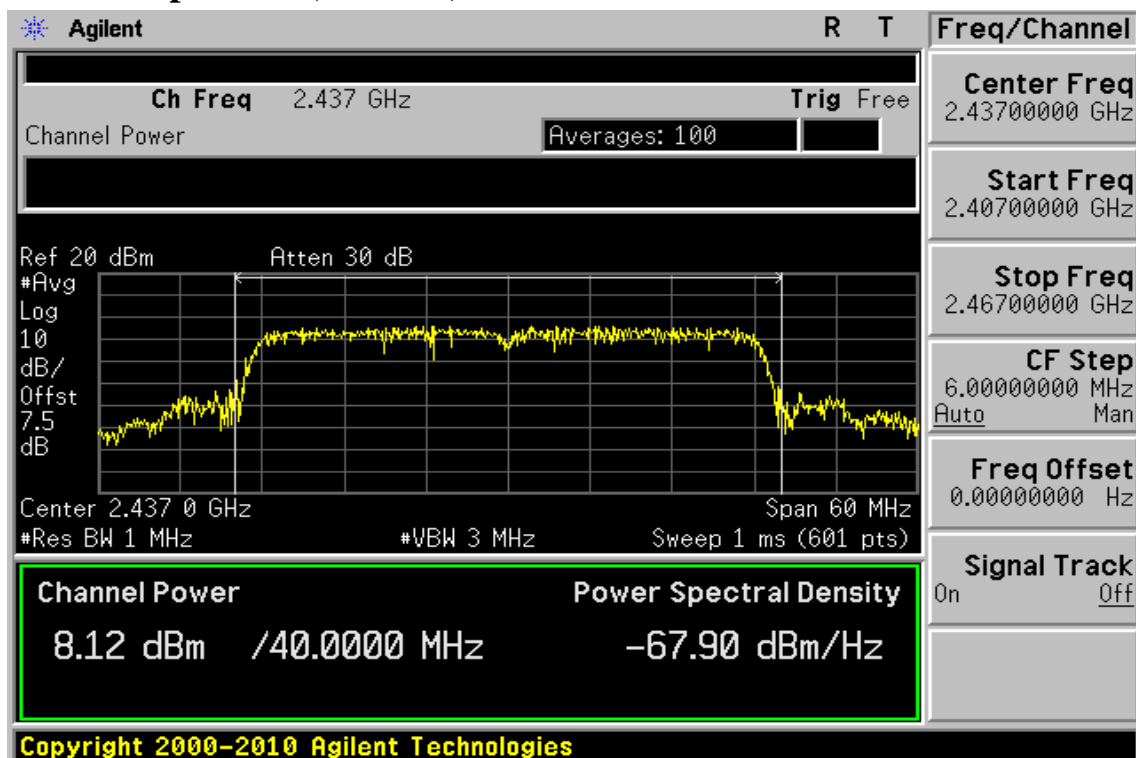 Agilent R T
Ch Freq 2.437 GHz Trig Free
Channel Power Averages: 100
Ref 20 dBm Atten 30 dB
#Avg
Log
10
dB/
Offst
7.5
dB
Center 2.437 0 GHz Span 60 MHz
#Res BW 1 MHz #VBW 3 MHz Sweep 1 ms (601 pts)
Channel Power Power Spectral Density
8.12 dBm /40.0000 MHz -67.90 dBm/Hz
Copyright 2000-2010 Agilent Technologies
Freq/Channel
Center Freq
2.43700000 GHz
Start Freq
2.40700000 GHz
Stop Freq
2.46700000 GHz
CF Step
6.00000000 MHz
Auto Man
Freq Offset
0.00000000 Hz
Signal Track
On Off